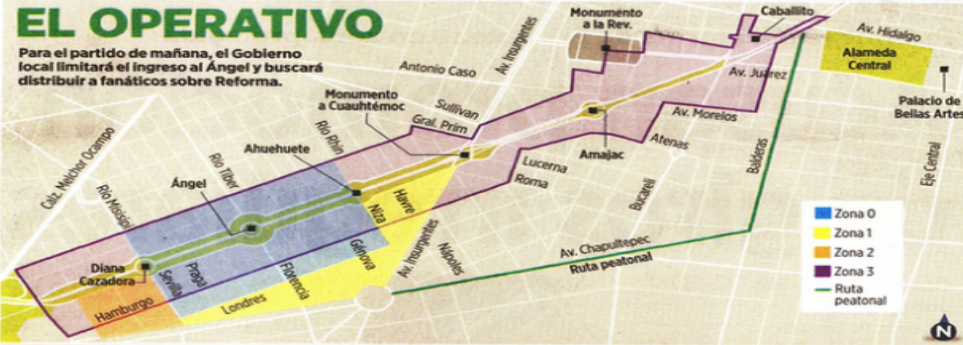 EL OPERATIVO
Para el partido de mañana, el Gobierno
local limitará el ingreso al Ángel y buscará
distribuir a fanáticos sobre Reforma.
Monumento
a la Rev.
Caballito
Av. Hidalgo
Alameda
Central
Palacio de
Bellas Artes
Eje Central
Av. Insurgentes
Antonio Caso
Av. Juárez
Monumento
a Cuauhtémoc
Sullivan
Gral. Prim
Av. Morelos
Atenas
Amajac
Balderas
Bucareli
Lucerna
Roma
Calz. Melchor Ocampo
Río Misisipi
Río Tíber
Río Rhin
Ahuehuete
Ángel
Niza
Havre
Génova
Av. Insurgentes
Nápoles
Av. Chapultepec
Ruta peatonal
Diana
Cazadora
Sevilla
Praga
Florencia
Hamburgo
Londres
Zona 0
Zona 1
Zona 2
Zona 3
Ruta
peatonal
N